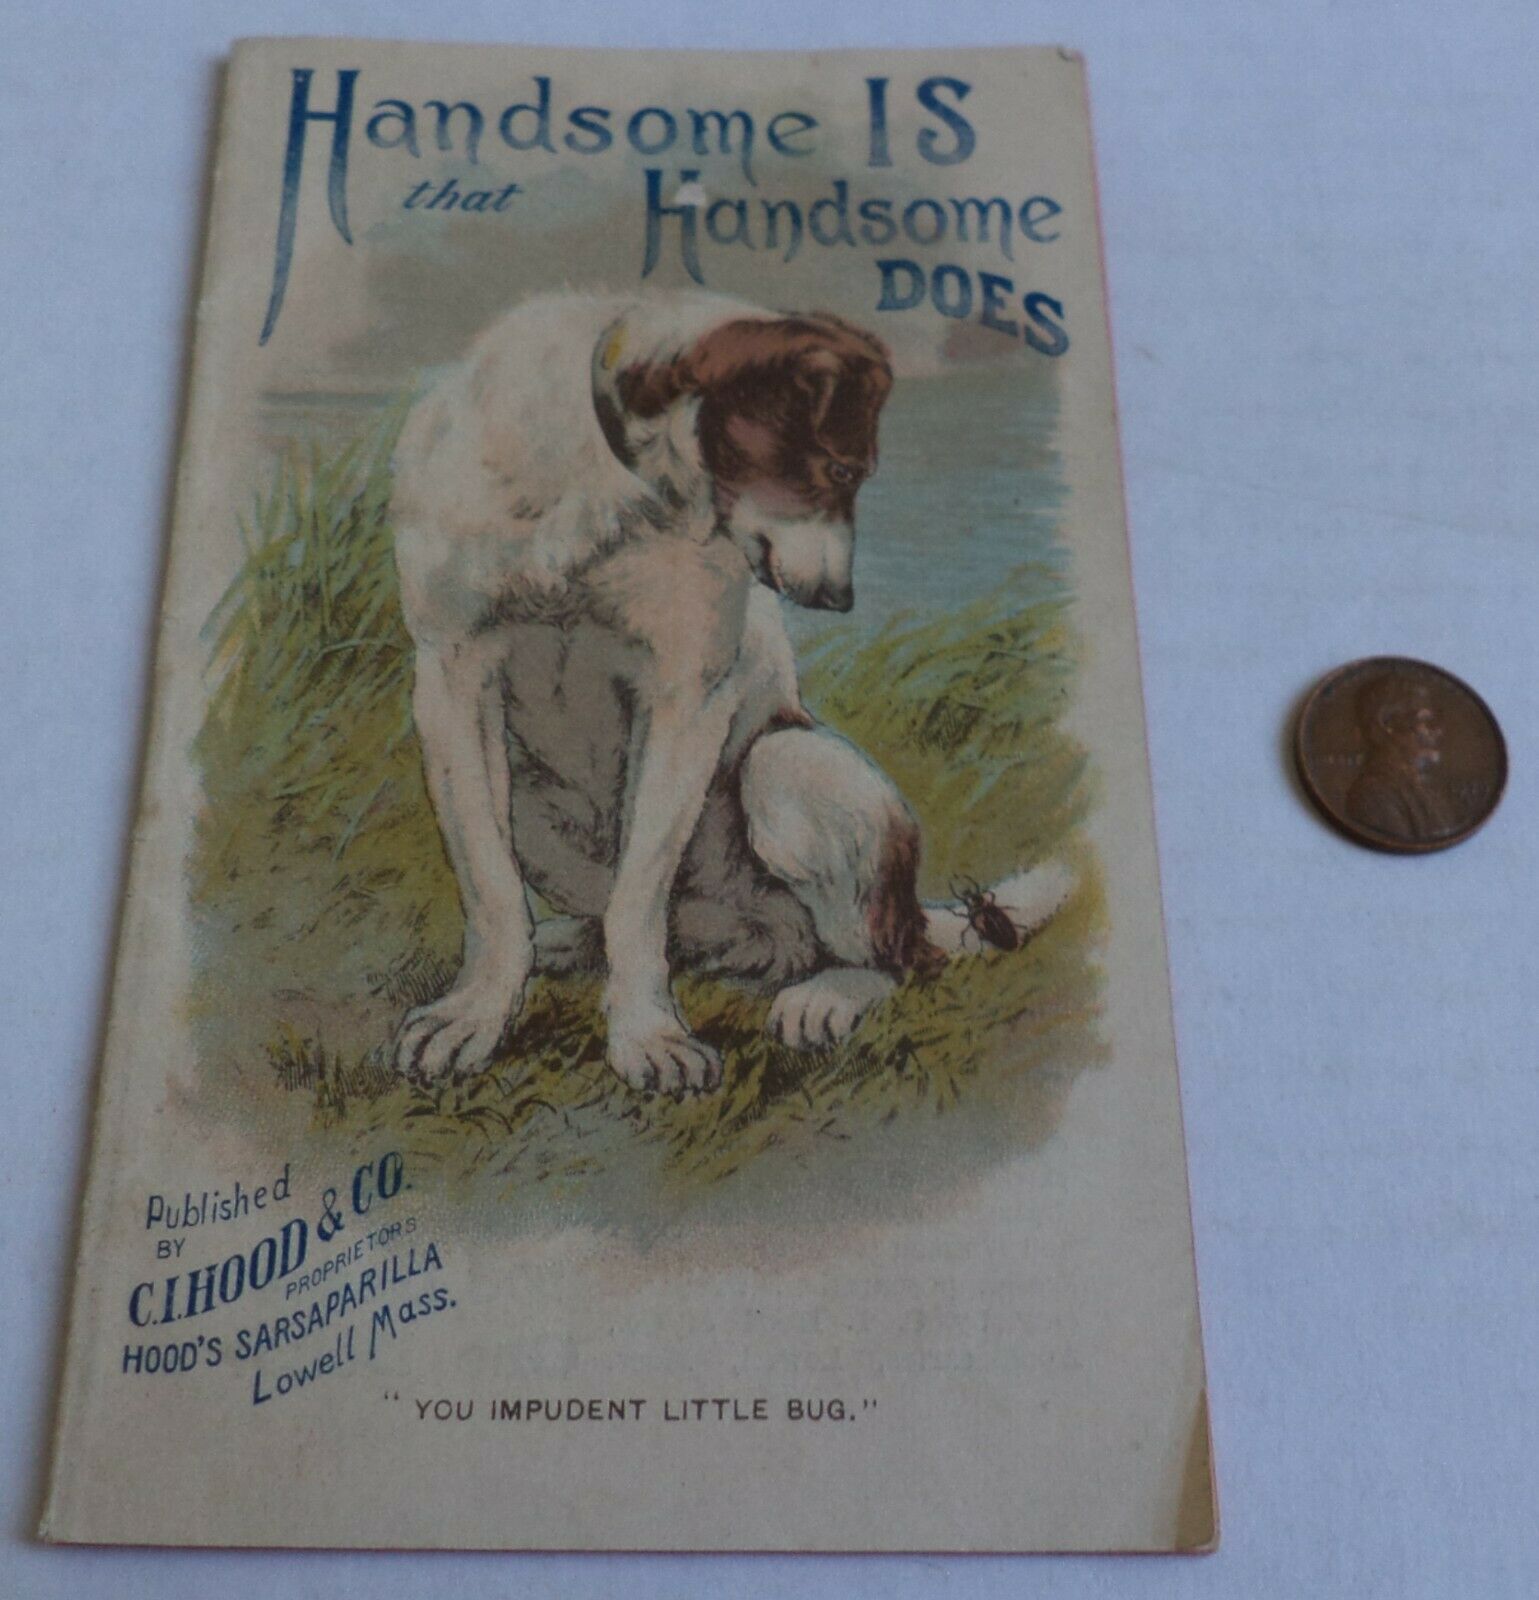 Handsome IS
that Handsome
DOES
Published
BY
C.I. HOOD & CO.
PROPRIETORS
HOOD'S SARSAPARILLA
Lowell Mass.
"YOU IMPUDENT LITTLE BUG."